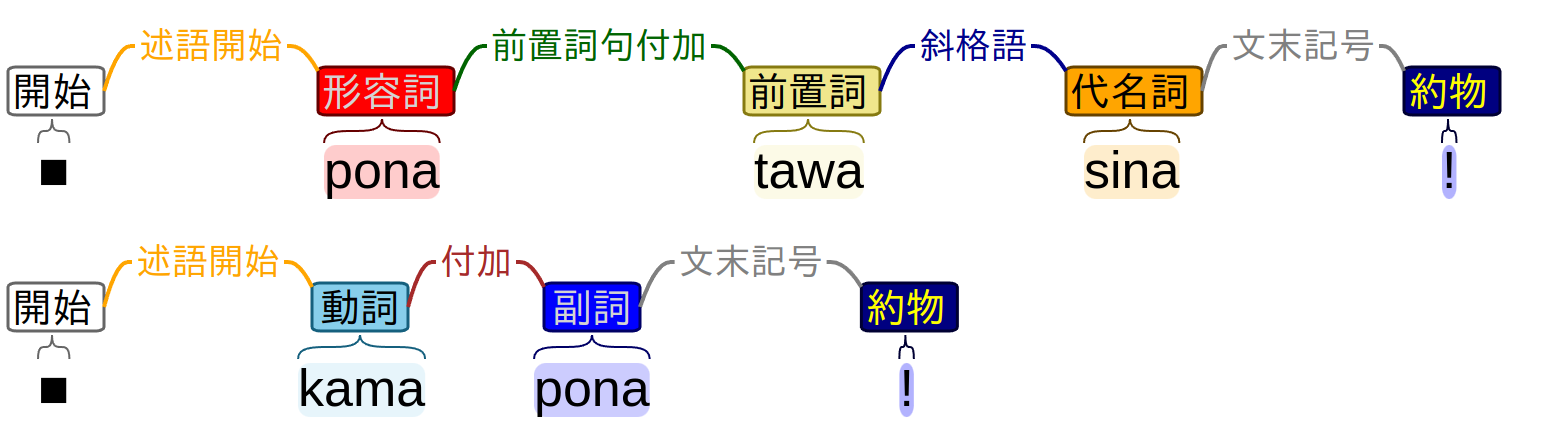 述語開始 前置詞句付加 斜格語 文末記号
開始 形容詞 前置詞 代名詞 約物
■ pona tawa sina !
述語開始 付加 文末記号
開始 動詞 副詞 約物
■ kama pona !